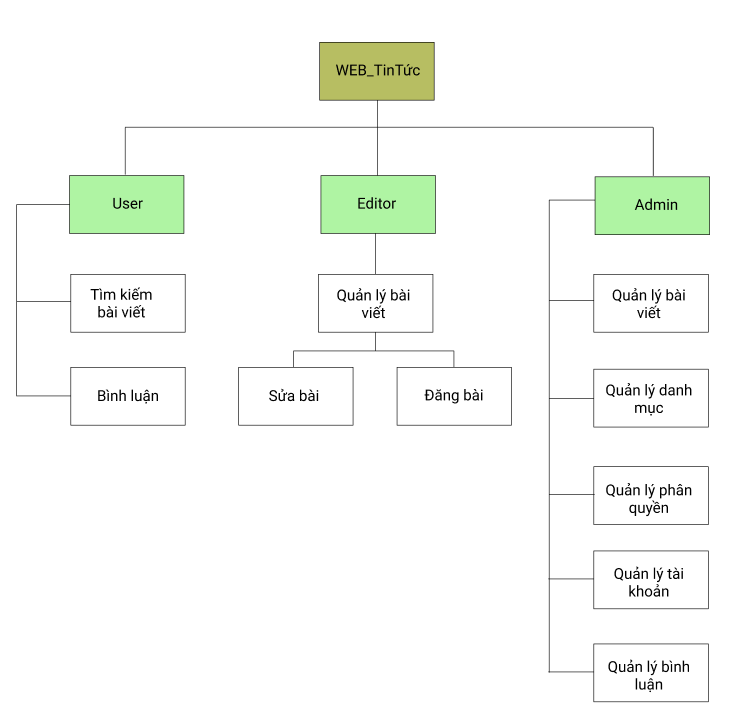 WEB_TinTức
User
Editor
Admin
Tìm kiếm
bài viết
Quản lý bài
viết
Quản lý bài
viết
Bình luận
Sửa bài
Đăng bài
Quản lý danh
mục
Quản lý phân
quyền
Quản lý tài
khoản
Quản lý bình
luận